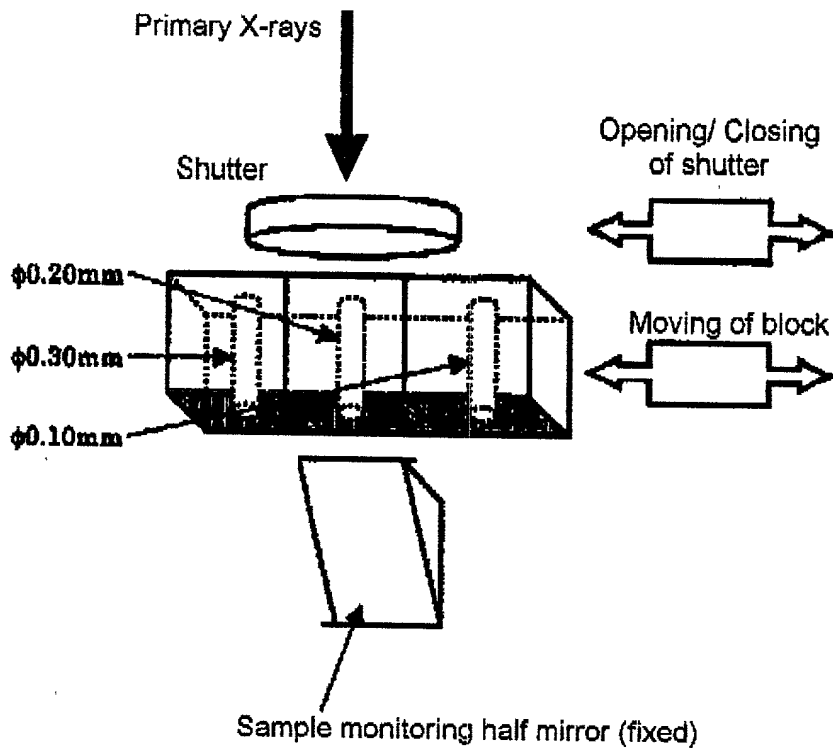 Primary X-rays
Opening/ Closing
of shutter
Shutter
ϕ0.20mm
Moving of block
ϕ0.30mm
ϕ0.10mm
Sample monitoring half mirror (fixed)